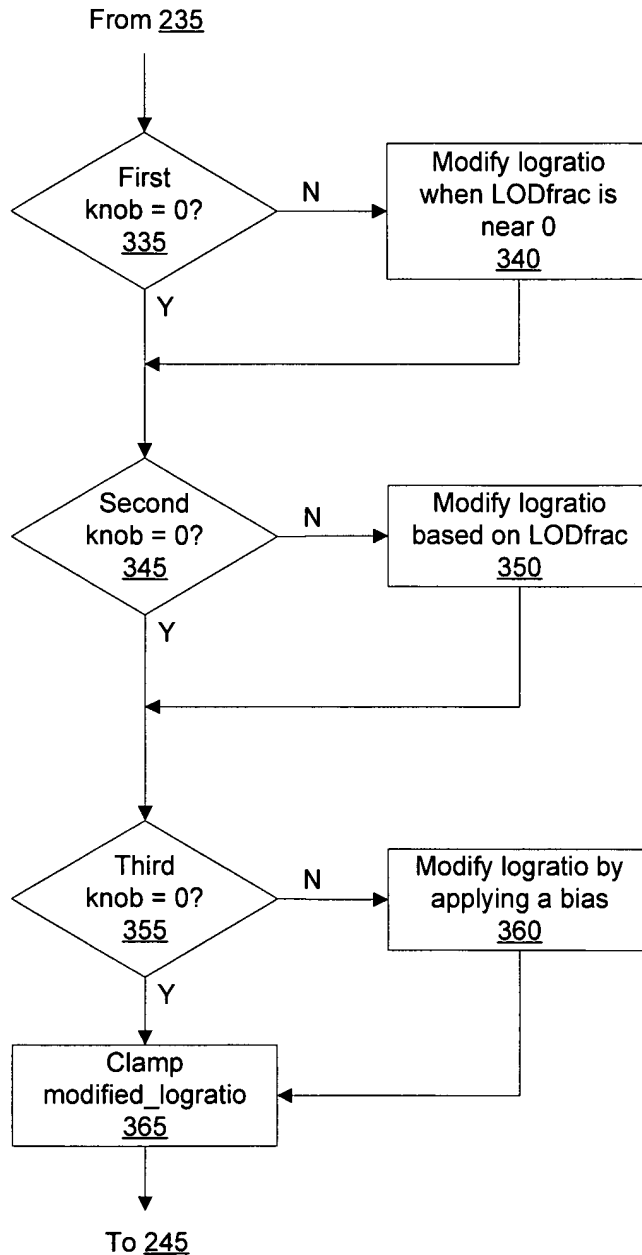 From 235
First
knob = 0?
335
N
Modify logratio
when LODfrac is
near 0
340
Y
Second
knob = 0?
345
N
Modify logratio
based on LODfrac
350
Y
Third
knob = 0?
355
N
Modify logratio by
applying a bias
360
Y
Clamp
modified_logratio
365
To 245